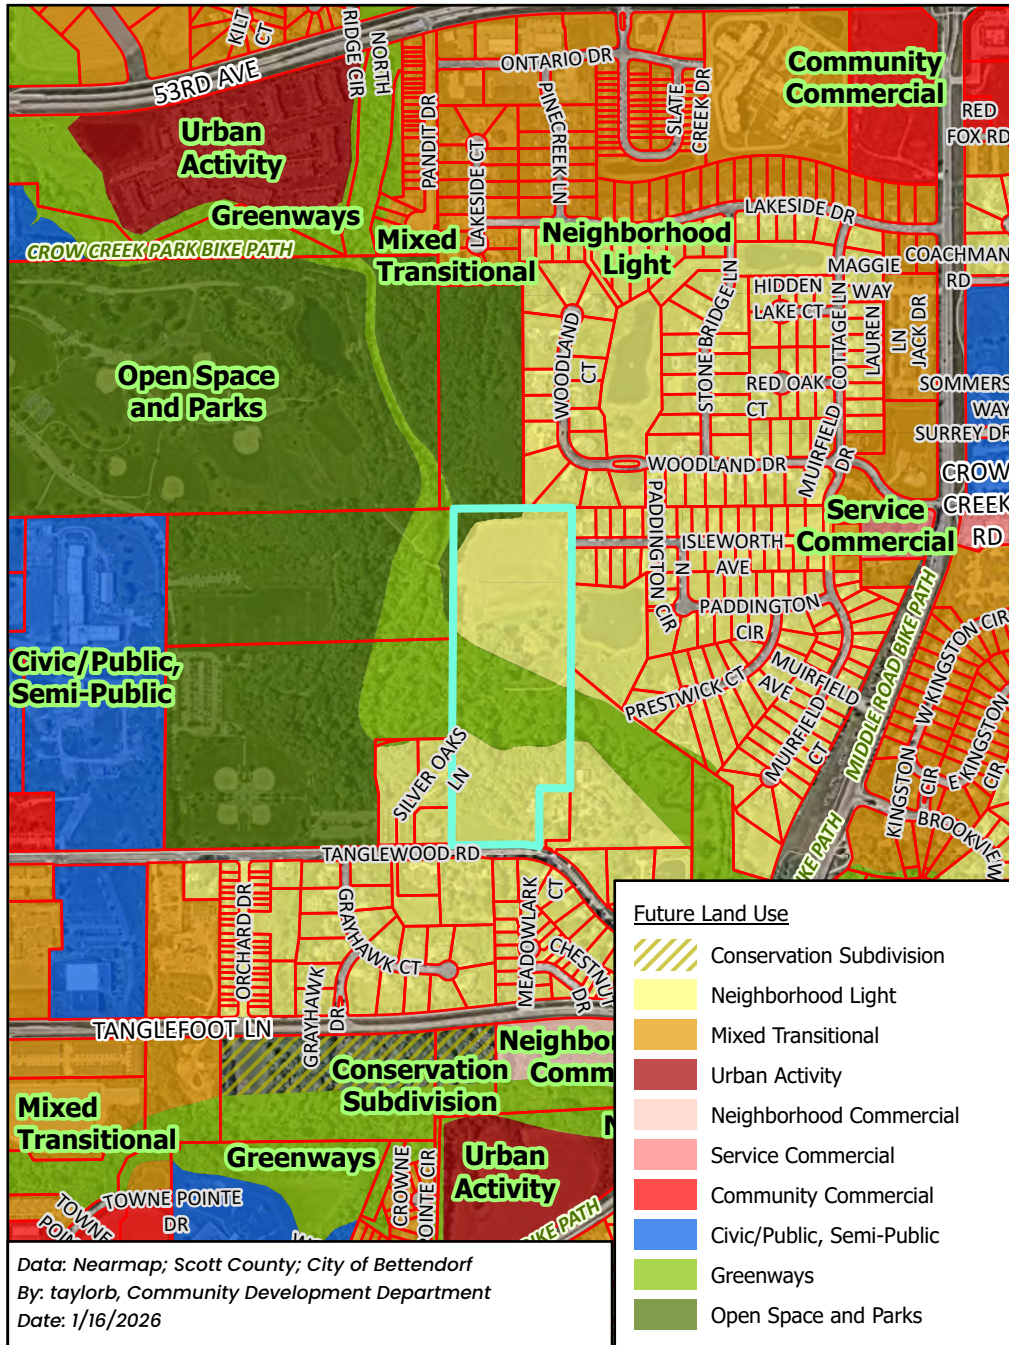 KILT
CT
RIDGE CIR
NORTH
53RD AVE
ONTARIO DR
SLATE
CREEK DR
Community
Commercial
RED
FOX RD
Urban
Activity
PANDIT DR
PINECREEK LN
LAKESIDE CT
Greenways
CROW CREEK PARK BIKE PATH
Mixed
Transitional
Neighborhood
Light
LAKESIDE DR
MAGGIE
WAY
COACHMAN
RD
HIDDEN
LAKE CT
COTTAGE LN
LAUREN
LN
JACK DR
STONE BRIDGE LN
WOODLAND
CT
Open Space
and Parks
RED OAK
CT
SOMMERS
WAY
SURREY DR
MUIRFIELD
DR
WOODLAND DR
CROW
CREEK
RD
PADDINGTON CIR
LN
Service
Commercial
ISLEWORTH
AVE
PADDINGTON
CIR
Civic/Public,
Semi-Public
PRESTWICK CT
MUIRFIELD
AVE
MUIRFIELD
CT
MIDDLE ROAD BIKE PATH
W KINGSTON CIR
E KINGSTON
CIR
KINGSTON
CIR
BROOKVIEW
SILVER OAKS
LN
TANGLEWOOD RD
IKE PATH
ORCHARD DR
GRAYHAWK CT
MEADOWLARK
CT
CHESTNUT
DR
GRAYHAWK
DR
TANGLEFOOT LN
Neighbor
Comm
Conservation
Subdivision
Mixed
Transitional
Greenways
Urban
Activity
N
CROWNE
POINTE CIR
TOWNE POINTE
DR
TOWNE
POIN
W
IKE PATH
Future Land Use
Conservation Subdivision
Neighborhood Light
Mixed Transitional
Urban Activity
Neighborhood Commercial
Service Commercial
Community Commercial
Civic/Public, Semi-Public
Greenways
Open Space and Parks
Data: Nearmap; Scott County; City of Bettendorf
By: taylorb, Community Development Department
Date: 1/16/2026